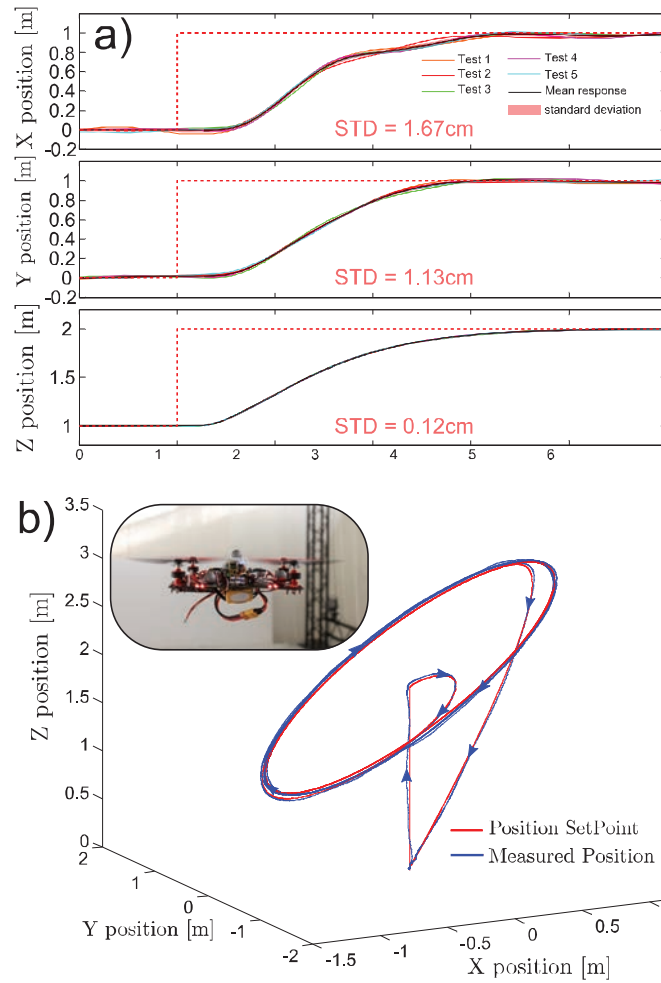 a)
X position [m]
1
0.8
0.6
0.4
0.2
0
-0.2
Test 1
Test 2
Test 3
Test 4
Test 5
Mean response
standard deviation
STD = 1.67cm
Y position [m]
1
0.8
0.6
0.4
0.2
0
-0.2
STD = 1.13cm
Z position [m]
2
1.5
1
STD = 0.12cm
0 1 2 3 4 5 6
b)
Z position [m]
3.5
3
2.5
2
1.5
1
0.5
0
2
1
0
-1
-2
Y position [m]
-1.5 -1 -0.5 0 0.5
X position [m]
Position SetPoint
Measured Position